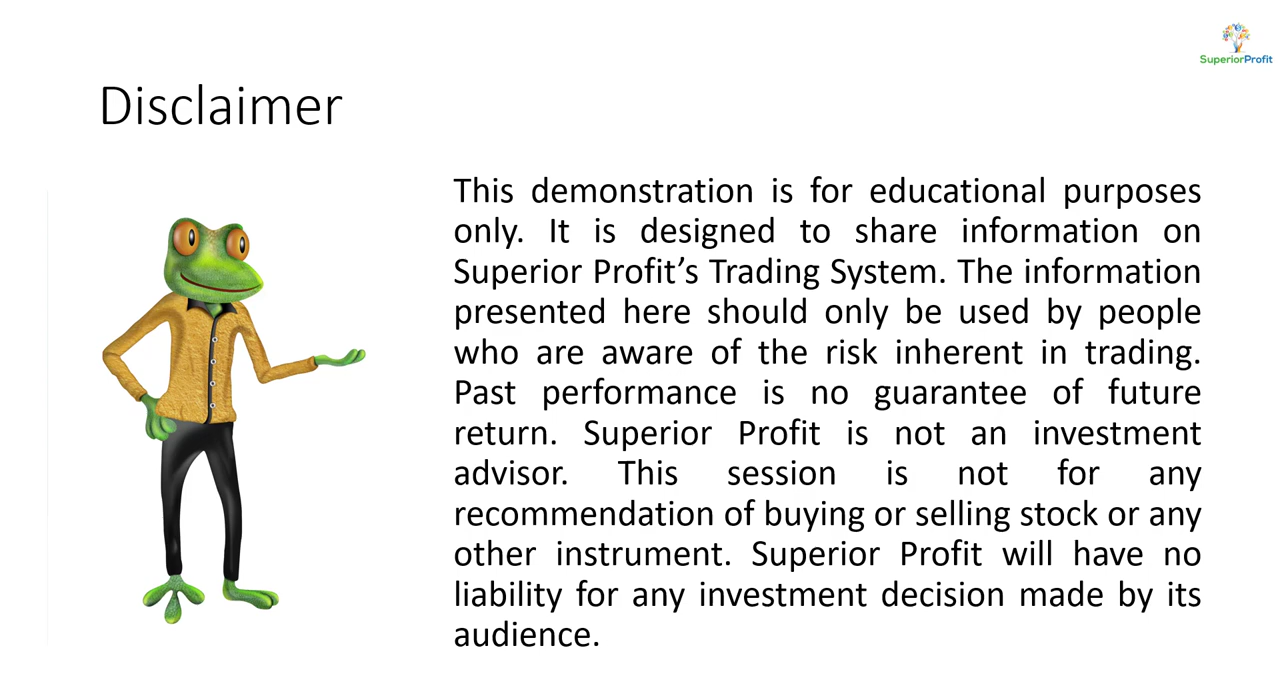 SuperiorProfit
Disclaimer
This demonstration is for educational purposes
only. It is designed to share information on
Superior Profit’s Trading System. The information
presented here should only be used by people
who are aware of the risk inherent in trading.
Past performance is no guarantee of future
return. Superior Profit is not an investment
advisor. This session is not for any
recommendation of buying or selling stock or any
other instrument. Superior Profit will have no
liability for any investment decision made by its
audience.